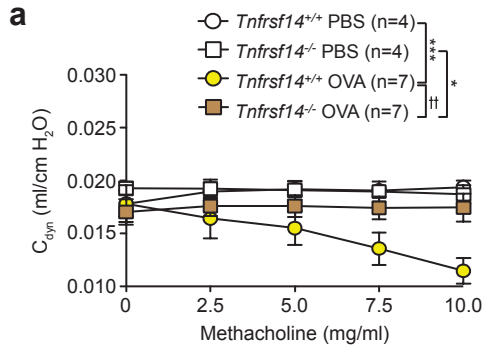 a
Tnfrsf14+/+ PBS (n=4)
Tnfrsf14-/- PBS (n=4)
Tnfrsf14+/+ OVA (n=7)
Tnfrsf14-/- OVA (n=7)
***
*
††
0.030
0.025
0.020
0.015
0.010
Cdyn (ml/cm H2O)
0 2.5 5.0 7.5 10.0
Methacholine (mg/ml)